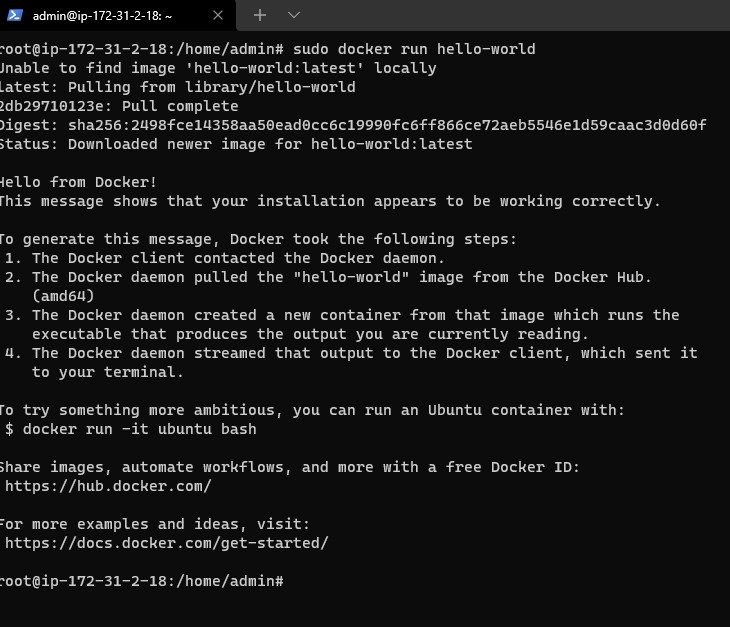 admin@ip-172-31-2-18: ~
root@ip-172-31-2-18:/home/admin# sudo docker run hello-world
Unable to find image 'hello-world:latest' locally
latest: Pulling from library/hello-world
2db29710123e: Pull complete
Digest: sha256:2498fce14358aa50ead0cc6c19990fc6ff866ce72aeb5546e1d59caac3d0d60f
Status: Downloaded newer image for hello-world:latest
Hello from Docker!
This message shows that your installation appears to be working correctly.
To generate this message, Docker took the following steps:
1. The Docker client contacted the Docker daemon.
2. The Docker daemon pulled the "hello-world" image from the Docker Hub.
(amd64)
3. The Docker daemon created a new container from that image which runs the
executable that produces the output you are currently reading.
4. The Docker daemon streamed that output to the Docker client, which sent it
to your terminal.
To try something more ambitious, you can run an Ubuntu container with:
$ docker run -it ubuntu bash
Share images, automate workflows, and more with a free Docker ID:
https://hub.docker.com/
For more examples and ideas, visit:
https://docs.docker.com/get-started/
root@ip-172-31-2-18:/home/admin#